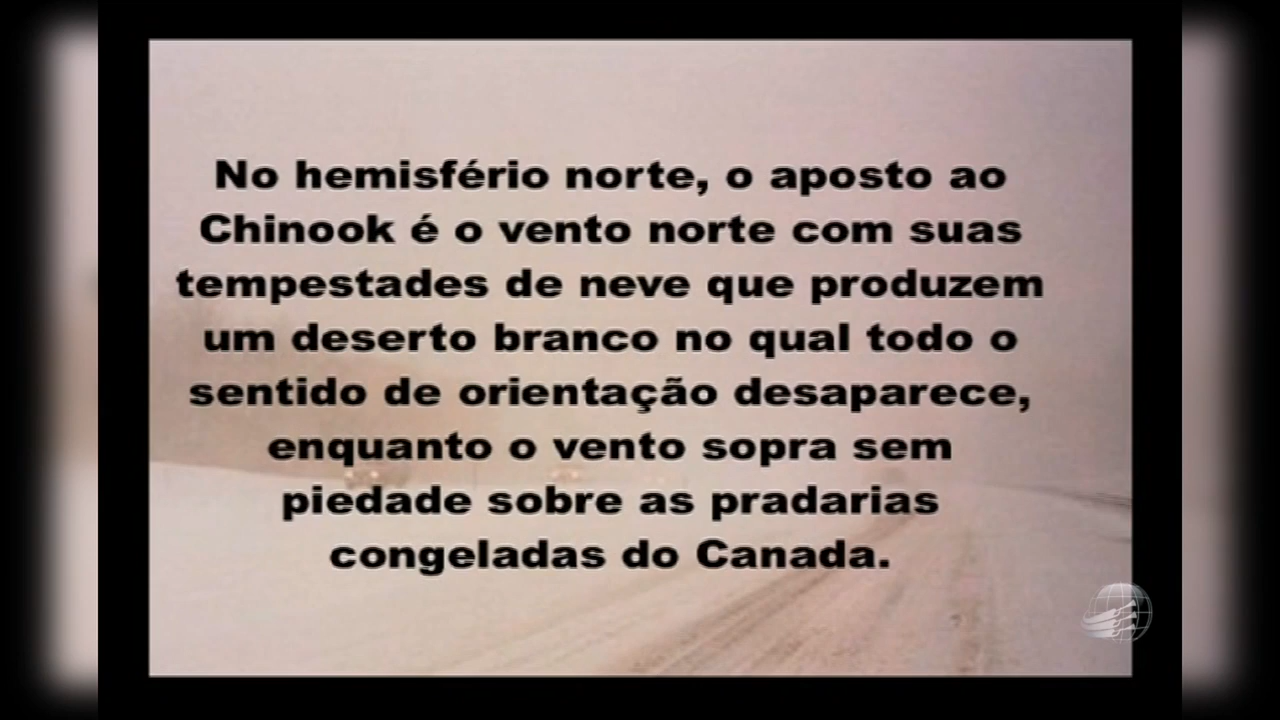 No hemisfério norte, o aposto ao
Chinook é o vento norte com suas
tempestades de neve que produzem
um deserto branco no qual todo o
sentido de orientação desaparece,
enquanto o vento sopra sem
piedade sobre as pradarias
congeladas do Canada.